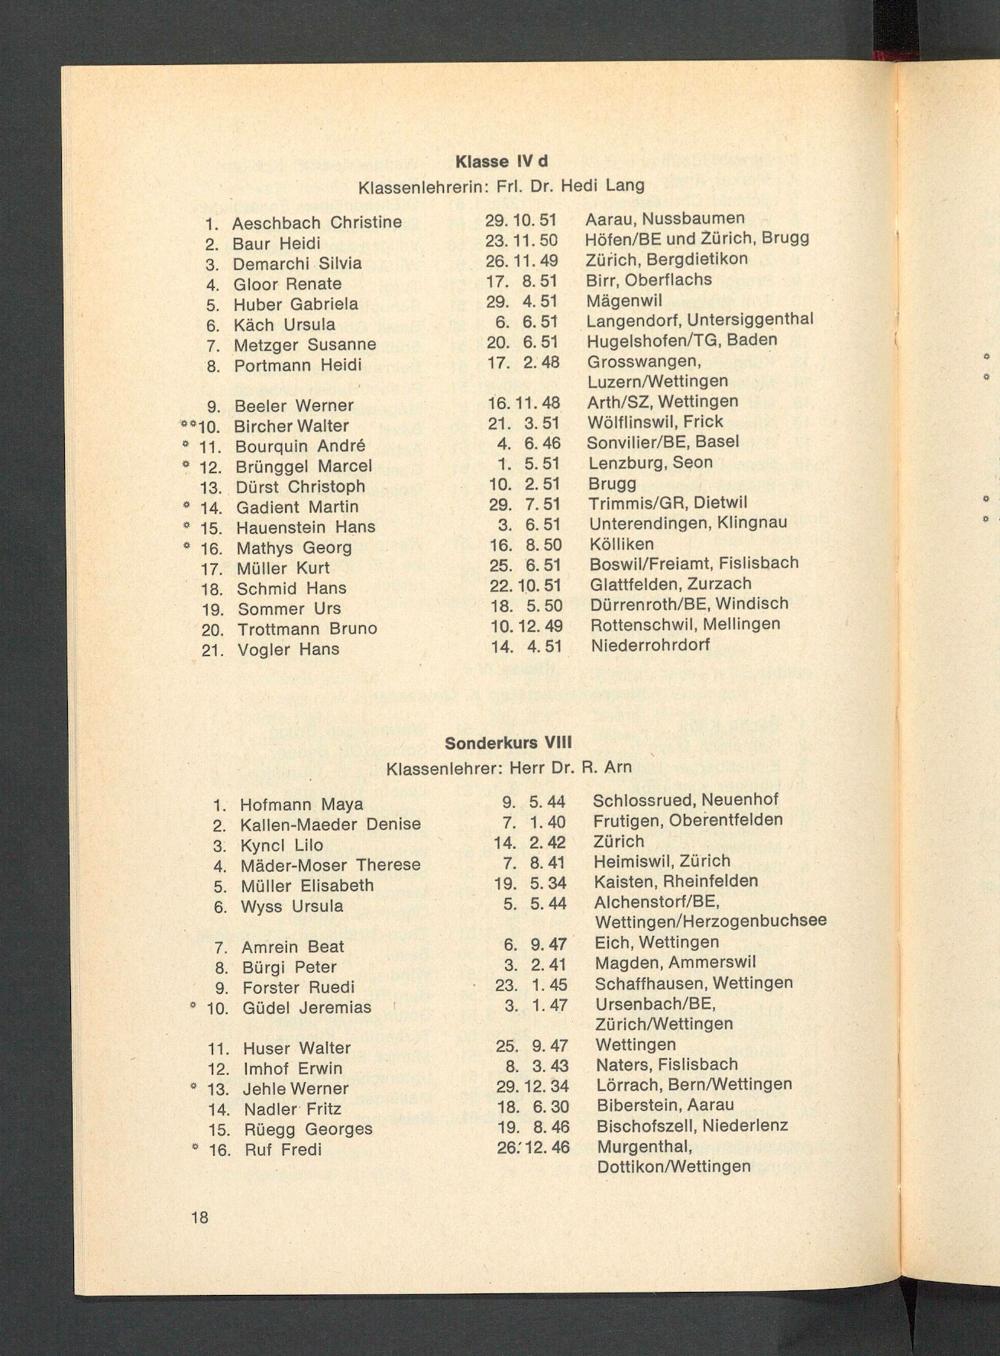 Klasse IV d
Klassenlehrerin: Frl. Dr. Hedi Lang
1. Aeschbach Christine 29. 10. 51 Aarau, Nussbaumen
2. Baur Heidi 23. 11. 50 Höfen/BE und Zürich, Brugg
3. Demarchi Silvia 26. 11. 49 Zürich, Bergdietikon
4. Gloor Renate 17. 8. 51 Birr, Oberflachs
5. Huber Gabriela 29. 4. 51 Mägenwil
6. Käch Ursula 6. 6. 51 Langendorf, Untersiggenthal
7. Metzger Susanne 20. 6. 51 Hugelshofen/TG, Baden
8. Portmann Heidi 17. 2. 48 Grosswangen,
Luzern/Wettingen
9. Beeler Werner 16. 11. 48 Arth/SZ, Wettingen
°°10. Bircher Walter 21. 3. 51 Wölflinswil, Frick
° 11. Bourquin André 4. 6. 46 Sonvilier/BE, Basel
° 12. Brünggel Marcel 1. 5. 51 Lenzburg, Seon
13. Dürst Christoph 10. 2. 51 Brugg
° 14. Gadient Martin 29. 7. 51 Trimmis/GR, Dietwil
° 15. Hauenstein Hans 3. 6. 51 Unterendingen, Klingnau
° 16. Mathys Georg 16. 8. 50 Kölliken
17. Müller Kurt 25. 6. 51 Boswil/Freiamt, Fislisbach
18. Schmid Hans 22. 10. 51 Glattfelden, Zurzach
19. Sommer Urs 18. 5. 50 Dürrenroth/BE, Windisch
20. Trottmann Bruno 10. 12. 49 Rottenschwil, Mellingen
21. Vogler Hans 14. 4. 51 Niederrohrdorf
Sonderkurs VIII
Klassenlehrer: Herr Dr. R. Arn
1. Hofmann Maya 9. 5. 44 Schlossrued, Neuenhof
2. Kallen-Maeder Denise 7. 1. 40 Frutigen, Oberentfelden
3. Kyncl Lilo 14. 2. 42 Zürich
4. Mäder-Moser Therese 7. 8. 41 Heimiswil, Zürich
5. Müller Elisabeth 19. 5. 34 Kaisten, Rheinfelden
6. Wyss Ursula 5. 5. 44 Alchenstorf/BE,
Wettingen/Herzogenbuchsee
7. Amrein Beat 6. 9. 47 Eich, Wettingen
8. Bürgi Peter 3. 2. 41 Magden, Ammerswil
9. Forster Ruedi 23. 1. 45 Schaffhausen, Wettingen
° 10. Güdel Jeremias 3. 1. 47 Ursenbach/BE,
Zürich/Wettingen
11. Huser Walter 25. 9. 47 Wettingen
12. Imhof Erwin 8. 3. 43 Naters, Fislisbach
° 13. Jehle Werner 29. 12. 34 Lörrach, Bern/Wettingen
14. Nadler Fritz 18. 6. 30 Biberstein, Aarau
15. Rüegg Georges 19. 8. 46 Bischofszell, Niederlenz
° 16. Ruf Fredi 26. 12. 46 Murgenthal,
Dottikon/Wettingen
18